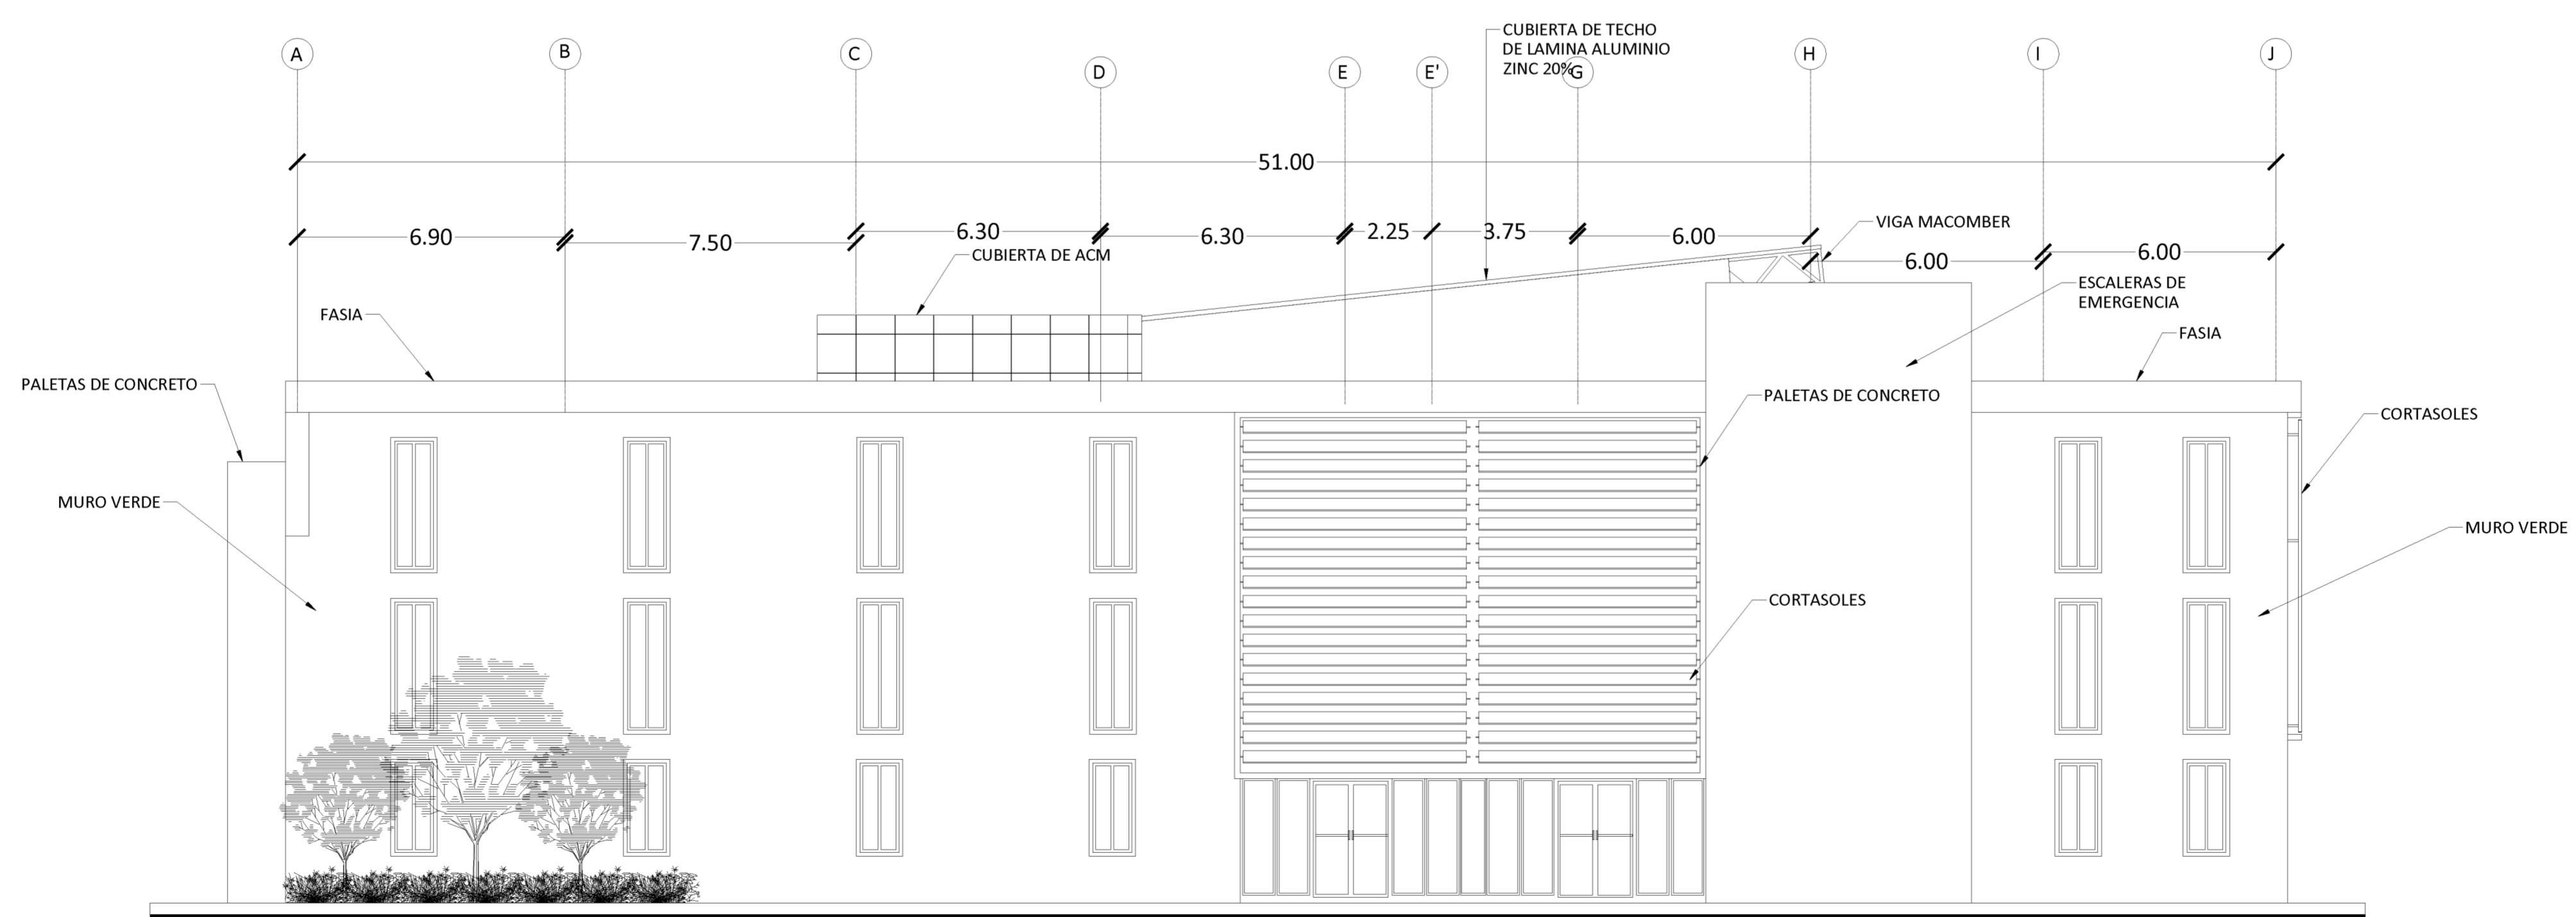 CUBIERTA DE TECHO
DE LAMINA ALUMINIO
ZINC 20%
A
B
C
D
E
E'
G
H
I
J
51.00
6.90
7.50
6.30
6.30
2.25
3.75
6.00
6.00
6.00
VIGA MACOMBER
CUBIERTA DE ACM
ESCALERAS DE
EMERGENCIA
FASIA
FASIA
PALETAS DE CONCRETO
PALETAS DE CONCRETO
CORTASOLES
MURO VERDE
MURO VERDE
CORTASOLES